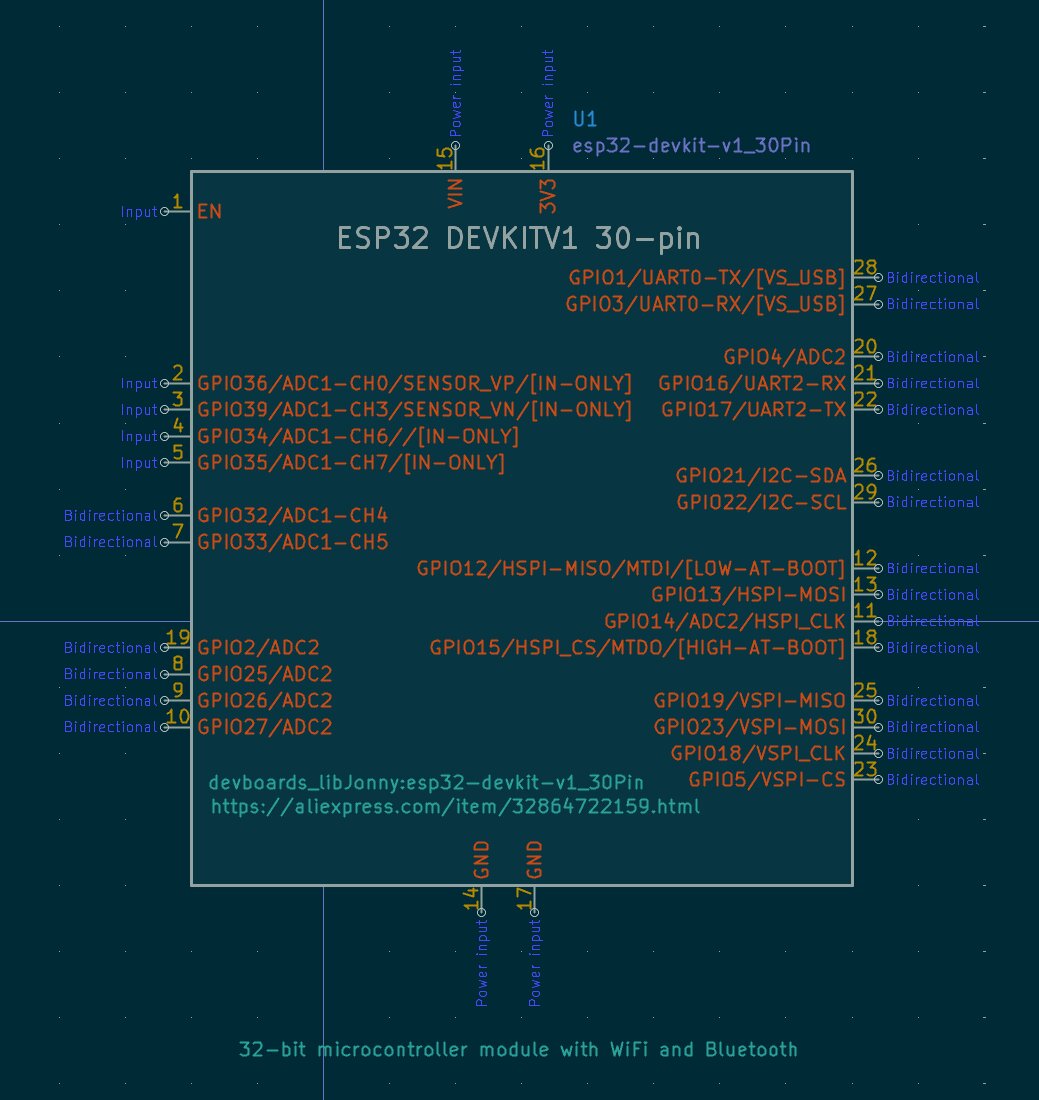 Power input
Power input
U1
esp32-devkit-v1_30Pin
15
16
VIN
3V3
Input 1 EN
ESP32 DEVKITV1 30-pin
GPIO1/UART0-TX/[VS_USB] 28 Bidirectional
GPIO3/UART0-RX/[VS_USB] 27 Bidirectional
GPIO4/ADC2 20 Bidirectional
Input 2 GPIO36/ADC1-CH0/SENSOR_VP/[IN-ONLY] GPIO16/UART2-RX 21 Bidirectional
Input 3 GPIO39/ADC1-CH3/SENSOR_VN/[IN-ONLY] GPIO17/UART2-TX 22 Bidirectional
Input 4 GPIO34/ADC1-CH6//[IN-ONLY]
Input 5 GPIO35/ADC1-CH7/[IN-ONLY]
GPIO21/I2C-SDA 26 Bidirectional
GPIO22/I2C-SCL 29 Bidirectional
Bidirectional 6 GPIO32/ADC1-CH4
Bidirectional 7 GPIO33/ADC1-CH5
GPIO12/HSPI-MISO/MTDI/[LOW-AT-BOOT] 12 Bidirectional
GPIO13/HSPI-MOSI 13 Bidirectional
GPIO14/ADC2/HSPI_CLK 11 Bidirectional
Bidirectional 19 GPIO2/ADC2 GPIO15/HSPI_CS/MTDO/[HIGH-AT-BOOT] 18 Bidirectional
Bidirectional 8 GPIO25/ADC2
Bidirectional 9 GPIO26/ADC2 GPIO19/VSPI-MISO 25 Bidirectional
Bidirectional 10 GPIO27/ADC2 GPIO23/VSPI-MOSI 30 Bidirectional
GPIO18/VSPI_CLK 24 Bidirectional
GPIO5/VSPI-CS 23 Bidirectional
devboards_libJonny:esp32-devkit-v1_30Pin
https://aliexpress.com/item/32864722159.html
GND
GND
14
17
Power input
Power input
32-bit microcontroller module with WiFi and Bluetooth